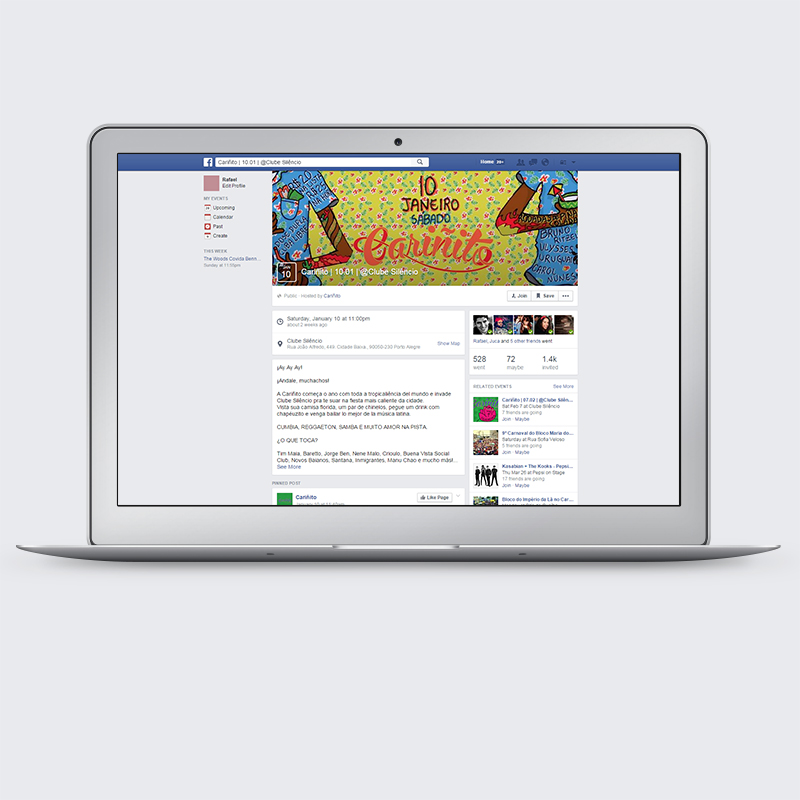 f Cariñito | 10.01 | @Clube Silêncio
Home 20+
Rafael
Edit Profile
MY EVENTS
Upcoming
Calendar
Past
Create
THIS WEEK
The Woods Covida Benn...
Sunday at 11:00pm
10
JANEIRO
SÁBADO
Cariñito
BRUNO
ULYSSES
URUGUAI
CAROL
NUNES
10
Cariñito | 10.01 | @Clube Silêncio
Public · Hosted by Cariñito
Join
Save
Saturday, January 10 at 11:00pm
about 2 weeks ago
Clube Silêncio
Rua João Alfredo, 449. Cidade Baixa , 90050-230 Porto Alegre
Show Map
¡Ay Ay Ay!
¡Andale, muchachos!
A Cariñito começa o ano com toda a tropicaliência del mundo e invade
Clube Silêncio pra te suar na fiesta mais caliente da cidade.
Vista sua camisa florida, um par de chinelos, pegue um drink com
chapeuzito e venga bailar lo mejor de la música latina.
CUMBIA, REGGAETON, SAMBA E MUITO AMOR NA PISTA.
¿O QUE TOCA?
Tim Maia, Baretto, Jorge Ben, Nene Malo, Criolo, Buena Vista Social
Club, Novos Baianos, Santana, Inmigrantes, Manu Chao e mucho más!...
See More
PINNED POST
Cariñito
Like Page
Rafael, Juca and 5 other friends went
528
went
72
maybe
1.4k
invited
RELATED EVENTS
See More
Cariñito | 07.02 | @Clube Silên...
Sat Feb 7 at Clube Silêncio
7 friends are going
Join · Maybe
9º Carnaval do Bloco Maria do...
Saturday at Rua Sofia Veloso
5 friends are going
Join · Maybe
Kasabian + The Kooks - Pepsi...
Thu Mar 26 at Pepsi on Stage
17 friends are going
Join · Maybe
Bloco do Império da Lã no Car...